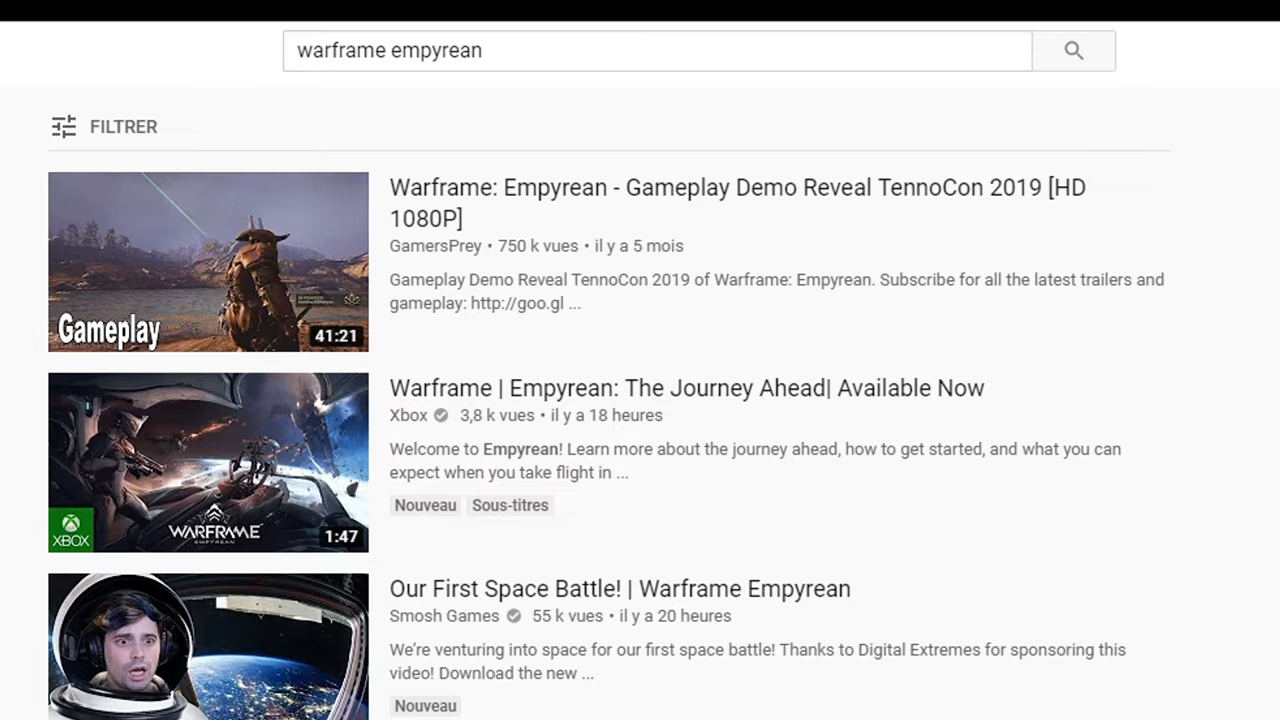 warframe empyrean
FILTRER
Warframe: Empyrean - Gameplay Demo Reveal TennoCon 2019 [HD
1080P]
GamersPrey • 750 k vues • il y a 5 mois
Gameplay Demo Reveal TennoCon 2019 of Warframe: Empyrean. Subscribe for all the latest trailers and
gameplay: http://goo.gl ...
Gameplay
41:21
Warframe | Empyrean: The Journey Ahead| Available Now
Xbox 3,8 k vues • il y a 18 heures
Welcome to Empyrean! Learn more about the journey ahead, how to get started, and what you can
expect when you take flight in ...
Nouveau Sous-titres
XBOX
WARFRAME
EMPYREAN
1:47
Our First Space Battle! | Warframe Empyrean
Smosh Games 55 k vues • il y a 20 heures
We're venturing into space for our first space battle! Thanks to Digital Extremes for sponsoring this
video! Download the new ...
Nouveau